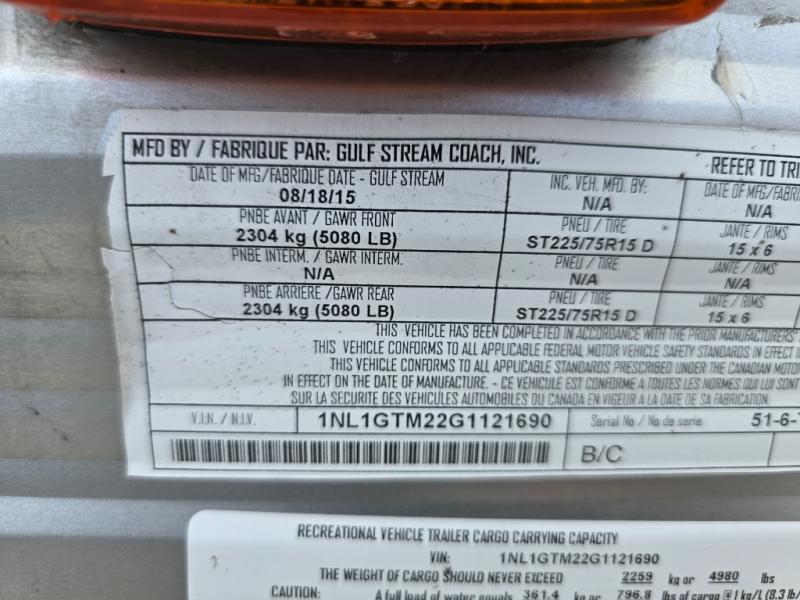 MFD BY / FABRIQUE PAR: GULF STREAM COACH, INC.
REFER TO TRI
DATE OF MFG/FABRIQUE DATE - GULF STREAM INC. VEH. MFD. BY: DATE OF MFG/FABRI
08/18/15 N/A N/A
PNBE AVANT / GAWR FRONT PNEU / TIRE JANTE / RIMS
2304 kg (5080 LB) ST225/75R15 D 15 x 6
PNBE INTERM. / GAWR INTERM. PNEU / TIRE JANTE / RIMS
N/A N/A N/A
PNBE ARRIERE / GAWR REAR PNEU / TIRE JANTE / RIMS
2304 kg (5080 LB) ST225/75R15 D 15 x 6
THIS VEHICLE HAS BEEN COMPLETED IN ACCORDANCE WITH THE PRIOR MANUFACTURERS'
THIS VEHICLE CONFORMS TO ALL APPLICABLE FEDERAL MOTOR VEHICLE SAFETY STANDARDS IN EFFECT I
THIS VEHICLE CONFORMS TO ALL APPLICABLE STANDARDS PRESCRIBED UNDER THE CANADIAN MOTOR
IN EFFECT ON THE DATE OF MANUFACTURE. - CE VEHICULE EST CONFORME A TOUTES LES NORMES QUI LUI SONT
SUR LA SECURITE DES VEHICULES AUTOMOBILES DU CANADA EN VIGEUR A LA DATE DE SA FABRICATION.
V.I.N. / N.I.V. 1NL1GTM22G1121690 Serial No / No de serie 51-6-
B/C
RECREATIONAL VEHICLE TRAILER CARGO CARRYING CAPACITY
VIN: 1NL1GTM22G1121690
THE WEIGHT OF CARGO SHOULD NEVER EXCEED 2259 kg or 4980 lbs
CAUTION: A full load of water equals 361.4 kg or 796.8 lbs of cargo @ 1 kg/L (8.3 lb/